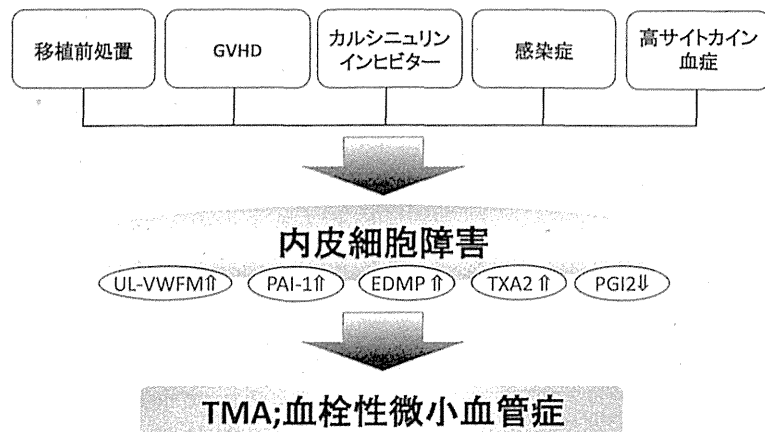 移植前処置
GVHD
カルシニュリン
インヒビター
感染症
高サイトカイン
血症
内皮細胞障害
UL-VWFM⇑
PAI-1⇑
EDMP⇑
TXA2⇑
PGI2⇓
TMA;血栓性微小血管症